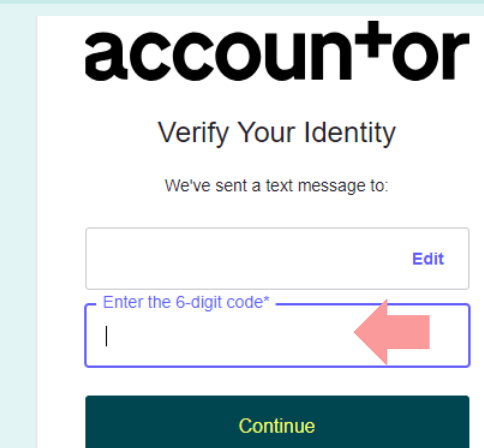 accountor
Verify Your Identity
We've sent a text message to:
Edit
Enter the 6-digit code*
Continue